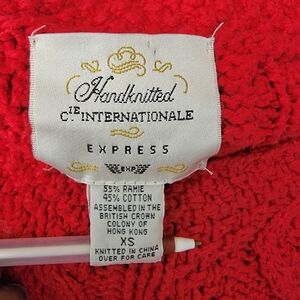 Handknitted
C.IE INTERNATIONALE
EXPRESS
EXP
55% RAMIE
45% COTTON
ASSEMBLED IN THE
BRITISH CROWN
COLONY OF
HONG KONG
XS
KNITTED IN CHINA
OVER FOR CARE